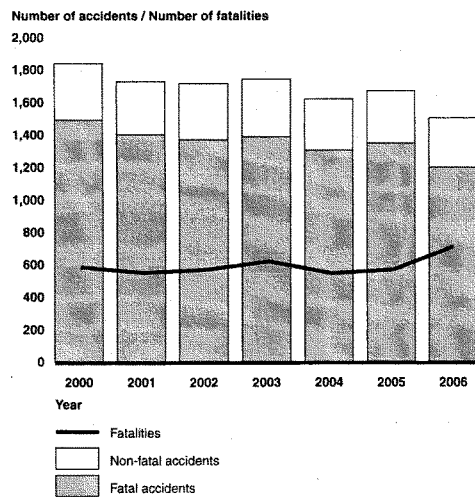 Number of accidents / Number of fatalities
2,000
1,800
1,600
1,400
1,200
1,000
800
600
400
200
0
2000 2001 2002 2003 2004 2005 2006
Year
Fatalities
Non-fatal accidents
Fatal accidents